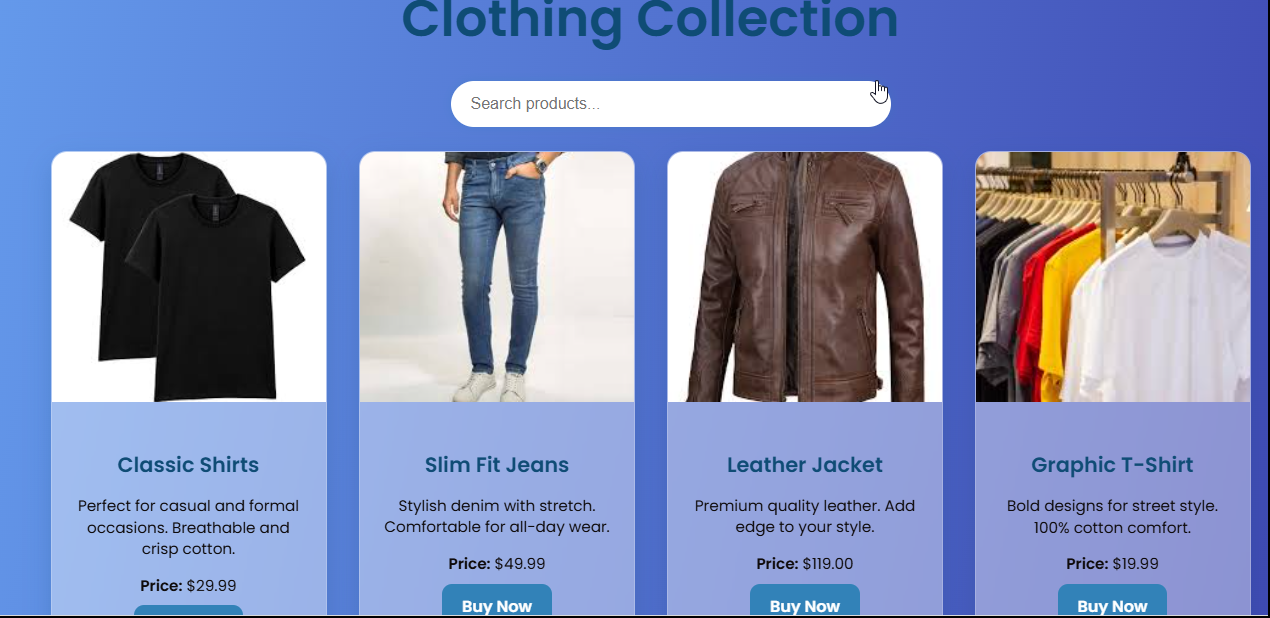 Clothing Collection
Search products...
Classic Shirts
Perfect for casual and formal
occasions. Breathable and
crisp cotton.
Price: $29.99
Slim Fit Jeans
Stylish denim with stretch.
Comfortable for all-day wear.
Price: $49.99
Buy Now
Leather Jacket
Premium quality leather. Add
edge to your style.
Price: $119.00
Buy Now
Graphic T-Shirt
Bold designs for street style.
100% cotton comfort.
Price: $19.99
Buy Now